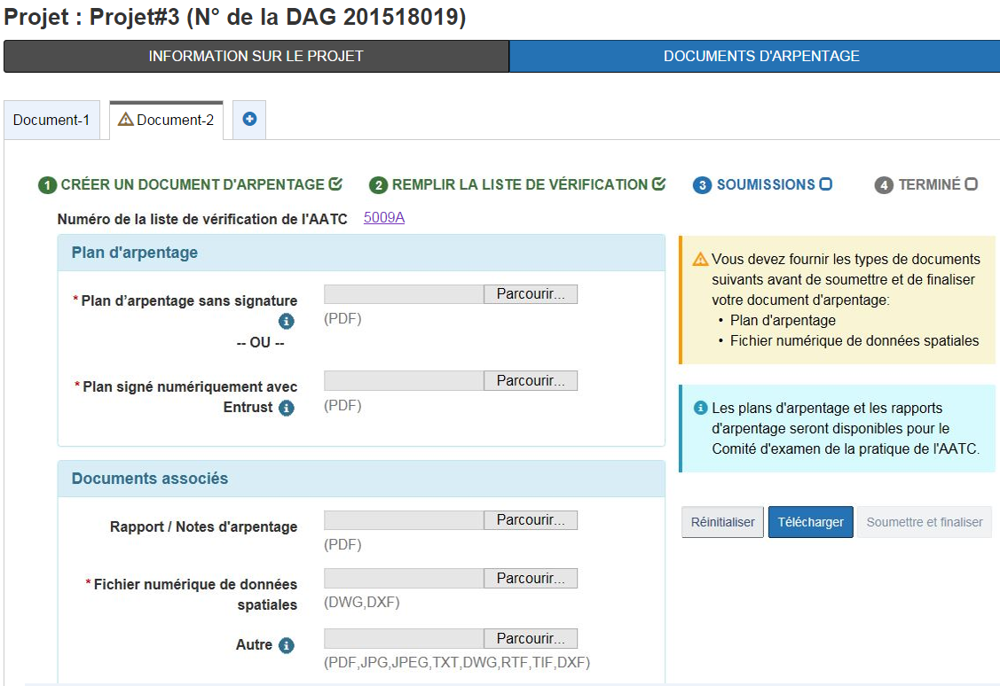 Projet : Projet#3 (N° de la DAG 201518019)
INFORMATION SUR LE PROJET
DOCUMENTS D'ARPENTAGE
Document-1
Document-2
1 CRÉER UN DOCUMENT D'ARPENTAGE
2 REMPLIR LA LISTE DE VÉRIFICATION
3 SOUMISSIONS
4 TERMINÉ
Numéro de la liste de vérification de l'AATC 5009A
Plan d'arpentage
* Plan d’arpentage sans signature
Parcourir...
(PDF)
-- OU --
* Plan signé numériquement avec
Entrust
Parcourir...
(PDF)
Documents associés
Rapport / Notes d'arpentage
Parcourir...
(PDF)
* Fichier numérique de données
spatiales
Parcourir...
(DWG,DXF)
Autre
Parcourir...
(PDF,JPG,JPEG,TXT,DWG,RTF,TIF,DXF)
Vous devez fournir les types de documents
suivants avant de soumettre et de finaliser
votre document d'arpentage:
• Plan d'arpentage
• Fichier numérique de données spatiales
Les plans d'arpentage et les rapports
d'arpentage seront disponibles pour le
Comité d'examen de la pratique de l'AATC.
Réinitialiser
Télécharger
Soumettre et finaliser